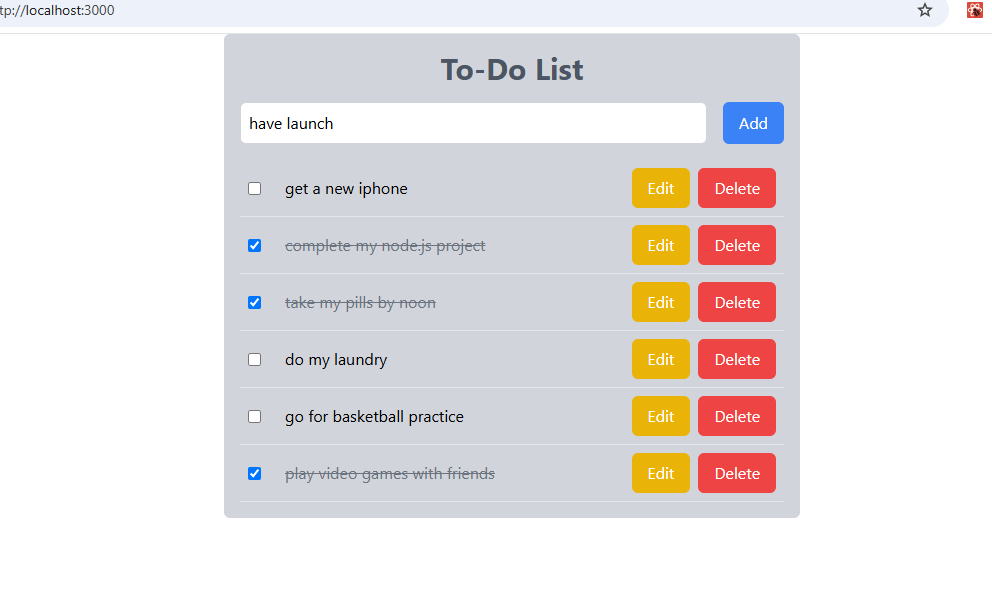 tp://localhost:3000
To-Do List
have launch Add
get a new iphone Edit Delete
complete my node.js project Edit Delete
take my pills by noon Edit Delete
do my laundry Edit Delete
go for basketball practice Edit Delete
play video games with friends Edit Delete